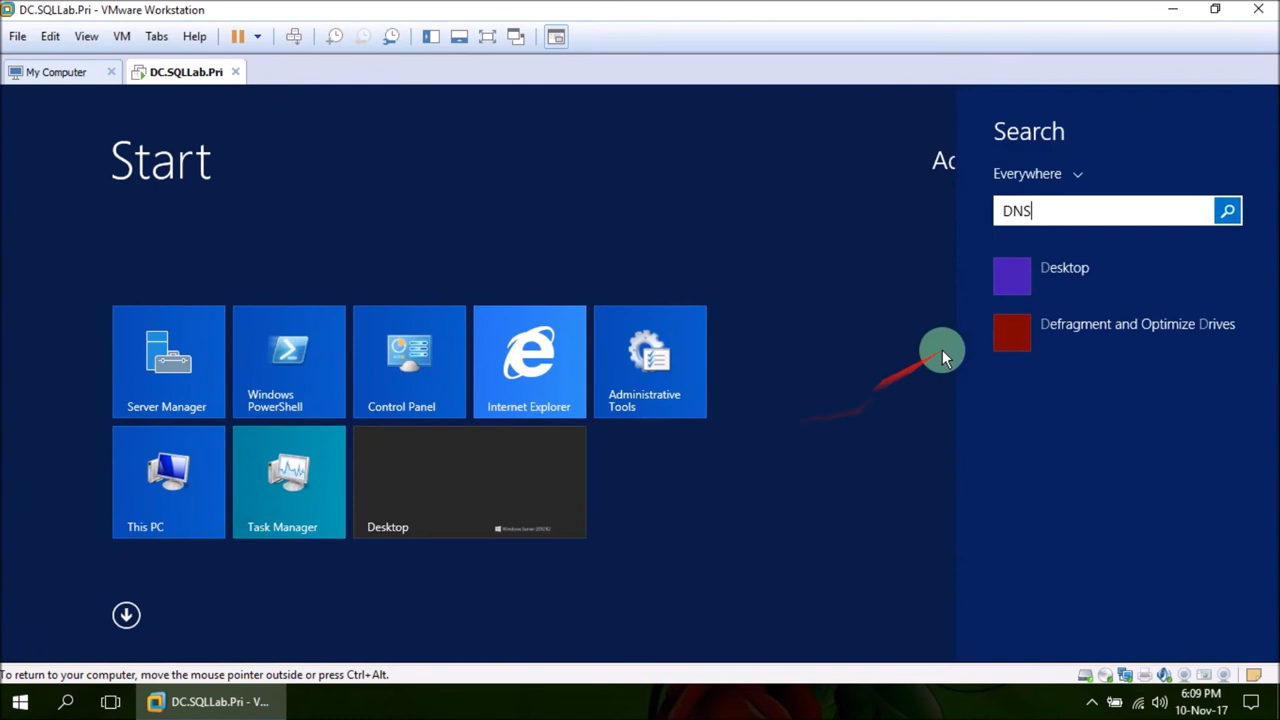 DC.SQLLab.Pri - VMware Workstation
File Edit View VM Tabs Help
My Computer
DC.SQLLab.Pri
Start
Ac
Search
Everywhere
DNS
Desktop
Defragment and Optimize Drives
Server Manager
Windows
PowerShell
Control Panel
Internet Explorer
Administrative
Tools
This PC
Task Manager
Desktop
To return to your computer, move the mouse pointer outside or press Ctrl+Alt.
DC.SQLLab.Pri - V...
6:09 PM
10-Nov-17